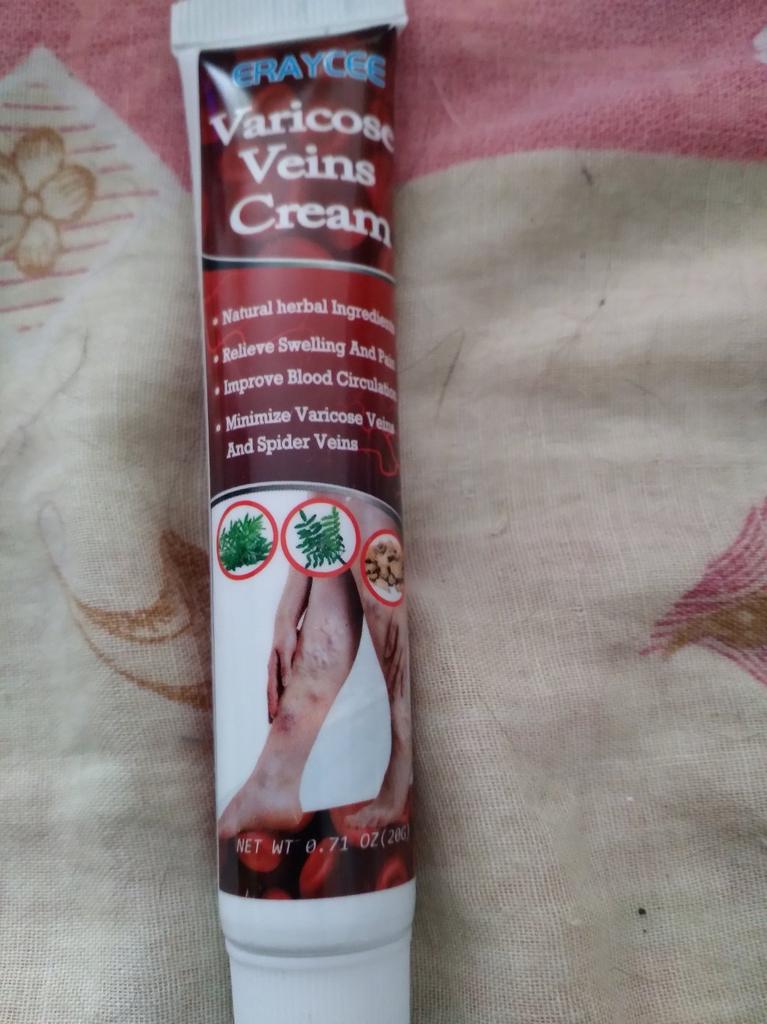 ERAYCEE
Varicose
Veins
Cream
• Natural herbal Ingredients
• Relieve Swelling And Pain
• Improve Blood Circulation
• Minimize Varicose Veins
And Spider Veins
NET WT 0.71 OZ(20G)